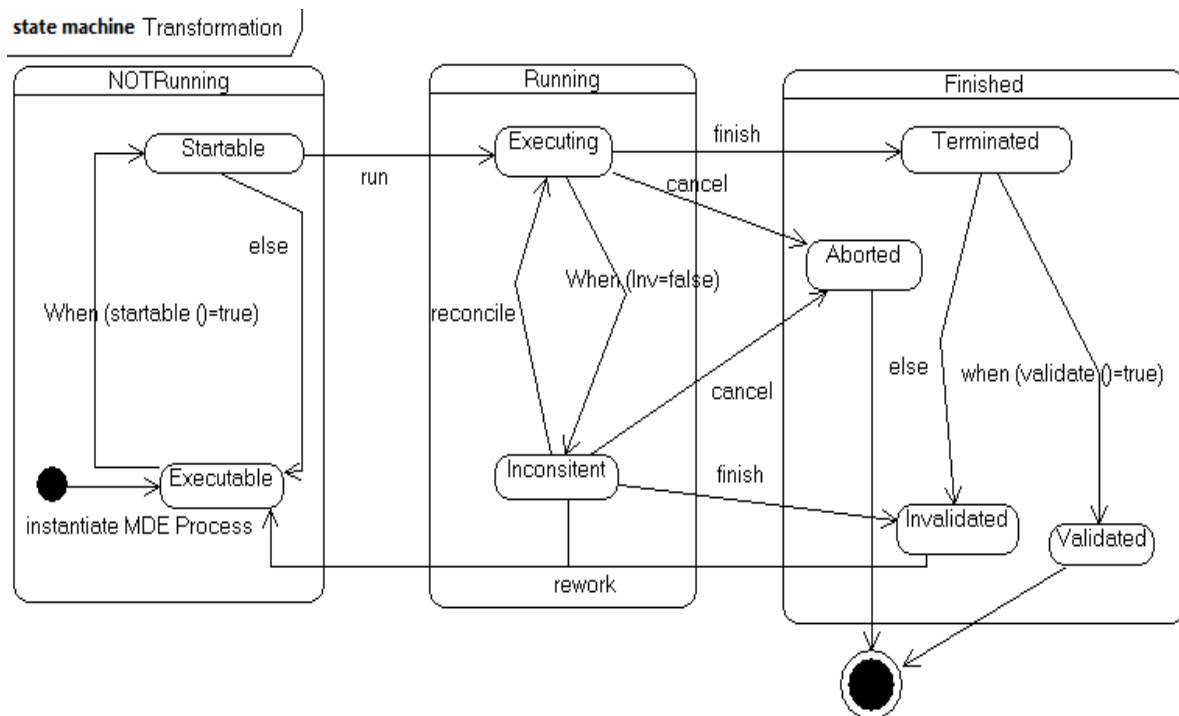 state machine Transformation
NOTRunning
Running
Finished
Startable
Executing
finish
Terminated
run
cancel
else
Aborted
When (Inv=false)
When (startable ()=true)
reconcile
else
when (validate ()=true)
cancel
Inconsitent
finish
Executable
instantiate MDE Process
Invalidated
Validated
rework